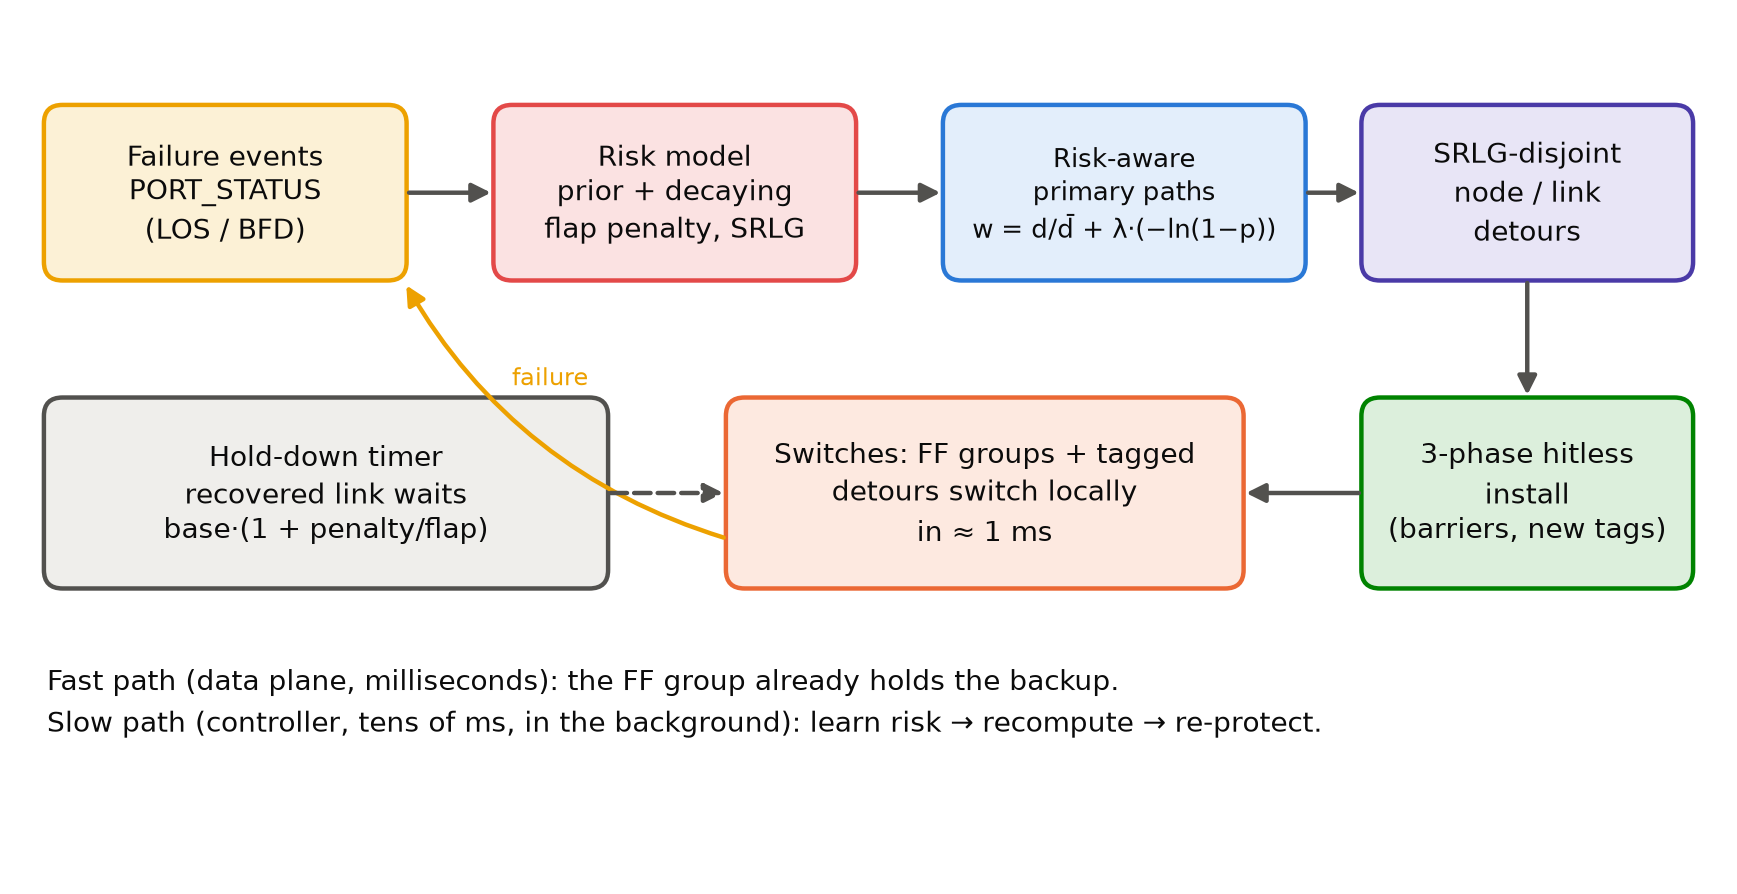 Failure events
PORT_STATUS
(LOS / BFD)
Risk model
prior + decaying
flap penalty, SRLG
Risk-aware
primary paths
w = d/d̄ + λ·(−ln(1−p))
SRLG-disjoint
node / link
detours
failure
Hold-down timer
recovered link waits
base·(1 + penalty/flap)
Switches: FF groups + tagged
detours switch locally
in ≈ 1 ms
3-phase hitless
install
(barriers, new tags)
Fast path (data plane, milliseconds): the FF group already holds the backup.
Slow path (controller, tens of ms, in the background): learn risk → recompute → re-protect.